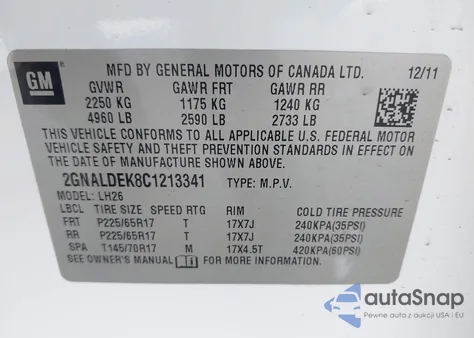 GM
MFD BY GENERAL MOTORS OF CANADA LTD. 12/11
GVWR GAWR FRT GAWR RR
2250 KG 1175 KG 1240 KG
4960 LB 2590 LB 2733 LB
THIS VEHICLE CONFORMS TO ALL APPLICABLE U.S. FEDERAL MOTOR
VEHICLE SAFETY AND THEFT PREVENTION STANDARDS IN EFFECT ON
THE DATE OF MANUFACTURE SHOWN ABOVE.
2GNALDEK8C1213341 TYPE: M.P.V.
MODEL: LH26
LBCL TIRE SIZE SPEED RTG RIM COLD TIRE PRESSURE
FRT P225/65R17 T 17X7J 240KPA(35PSI)
RR P225/65R17 T 17X7J 240KPA(35PSI)
SPA T145/70R17 M 17X4.5T 420KPA(60PSI)
SEE OWNER'S MANUAL FOR MORE INFORMATION.
autoSnap
Pewne auta z aukcji USA i EU